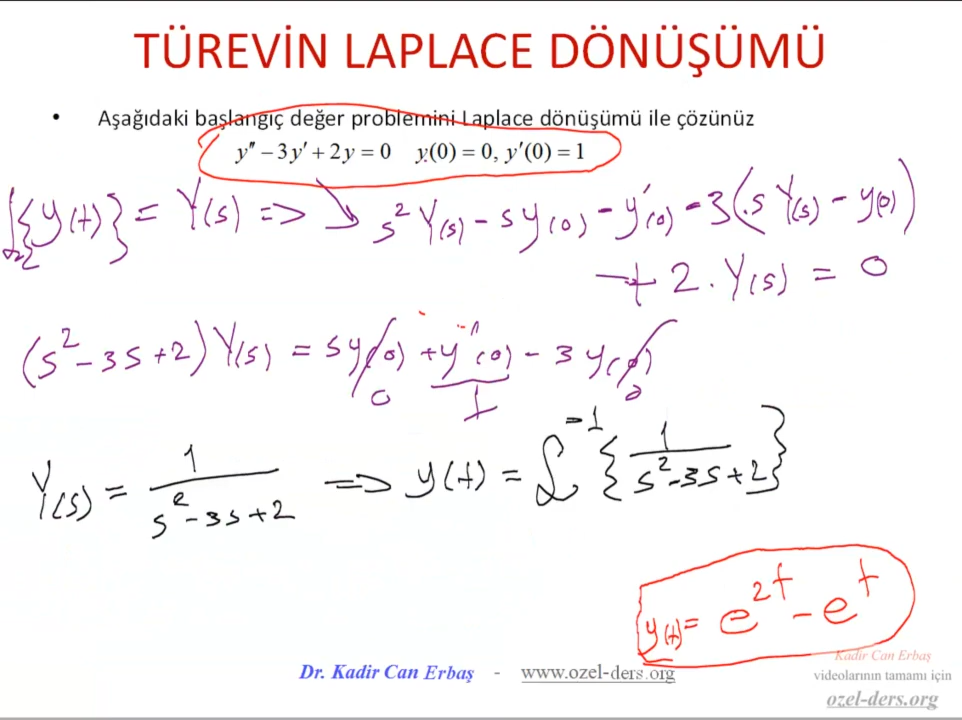 TÜREVİN LAPLACE DÖNÜŞÜMÜ
• Aşağıdaki başlangıç değer problemini Laplace dönüşümü ile çözünüz
y″ − 3y′ + 2y = 0 y(0) = 0, y′(0) = 1
ℒ{y(t)} = Y(s) => ↘ s²Y(s) - sy(0) - y′(0) - 3(sY(s) - y(0))
+ 2.Y(s) = 0
(s² - 3s + 2)Y(s) = sy(0) + y′(0) - 3y(0)
0 1 0
Y(s) = 1/(s² - 3s + 2) => y(t) = ℒ⁻¹{1/(s² - 3s + 2)}
y(t) = e^2t - e^t
Dr. Kadir Can Erbaş - www.ozel-ders.org
Kadir Can Erbaş
videolarının tamamı için
ozel-ders.org